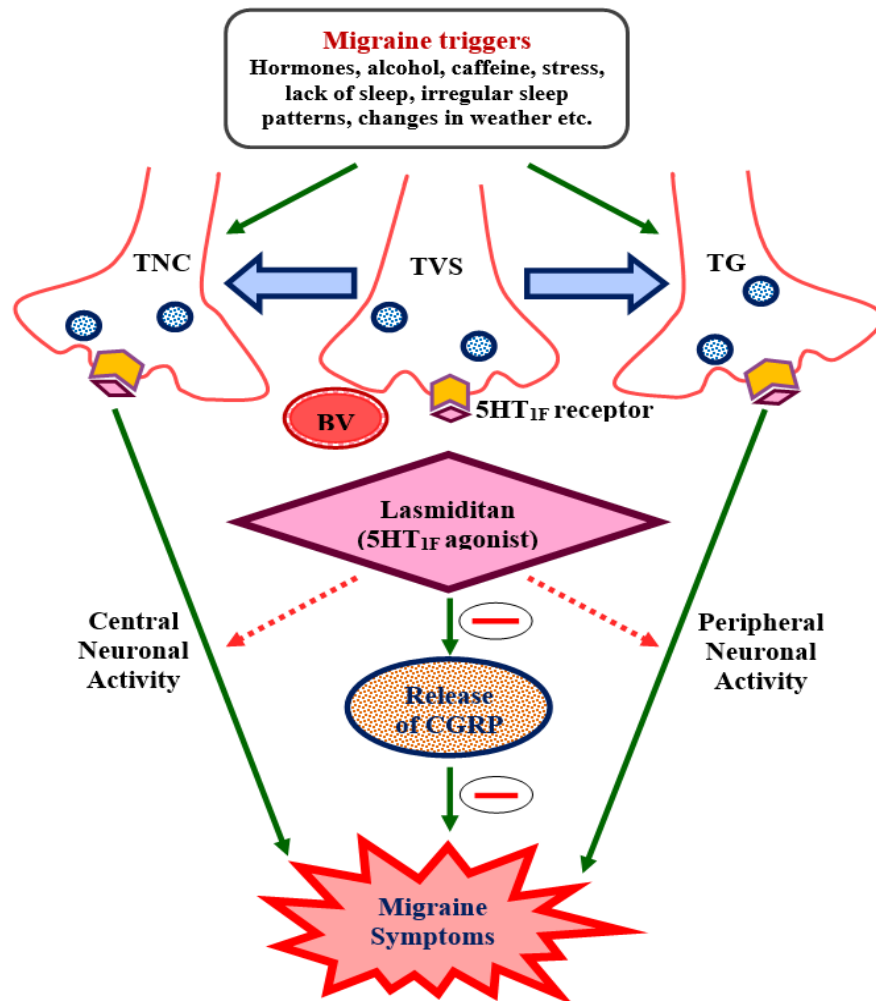 Migraine triggers
Hormones, alcohol, caffeine, stress,
lack of sleep, irregular sleep
patterns, changes in weather etc.
TNC
TVS
TG
BV
5HT1F receptor
Lasmiditan
(5HT1F agonist)
Central
Neuronal
Activity
Peripheral
Neuronal
Activity
Release
of CGRP
Migraine
Symptoms